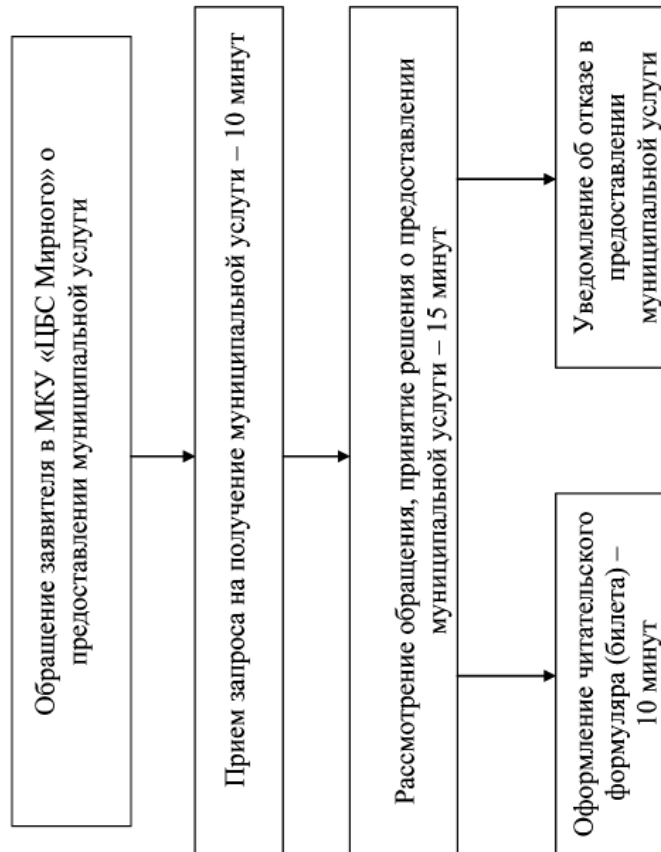 Обращение заявителя в МКУ «ЦБС Мирного» о
предоставлении муниципальной услуги
Прием запроса на получение муниципальной услуги – 10 минут
Рассмотрение обращения, принятие решения о предоставлении
муниципальной услуги – 15 минут
Оформление читательского
формуляра (билета) –
10 минут
Уведомление об отказе в
предоставлении
муниципальной услуги